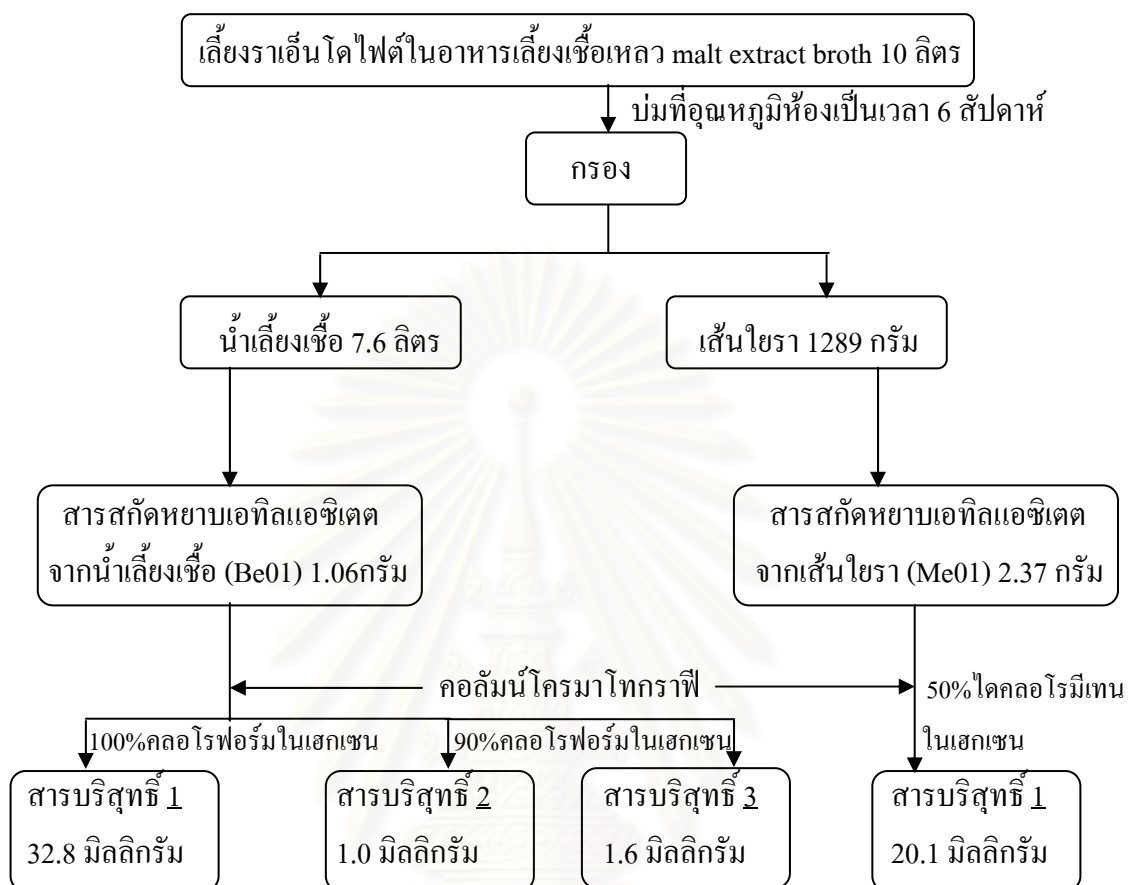 เลี้ยงราเอ็นโดไฟต์ในอาหารเลี้ยงเชื้อเหลว malt extract broth 10 ลิตร
บ่มที่อุณหภูมิห้องเป็นเวลา 6 สัปดาห์
กรอง
น้ำเลี้ยงเชื้อ 7.6 ลิตร
เส้นใยรา 1289 กรัม
สารสกัดหยาบเอทิลแอซิเตต
จากน้ำเลี้ยงเชื้อ (Be01) 1.06กรัม
สารสกัดหยาบเอทิลแอซิเตต
จากเส้นใยรา (Me01) 2.37 กรัม
คอลัมน์โครมาโทกราฟี
50%ไดคลอโรมีเทน
ในเฮกเซน
100%คลอโรฟอร์มในเฮกเซน
90%คลอโรฟอร์มในเฮกเซน
สารบริสุทธิ์ 1
32.8 มิลลิกรัม
สารบริสุทธิ์ 2
1.0 มิลลิกรัม
สารบริสุทธิ์ 3
1.6 มิลลิกรัม
สารบริสุทธิ์ 1
20.1 มิลลิกรัม